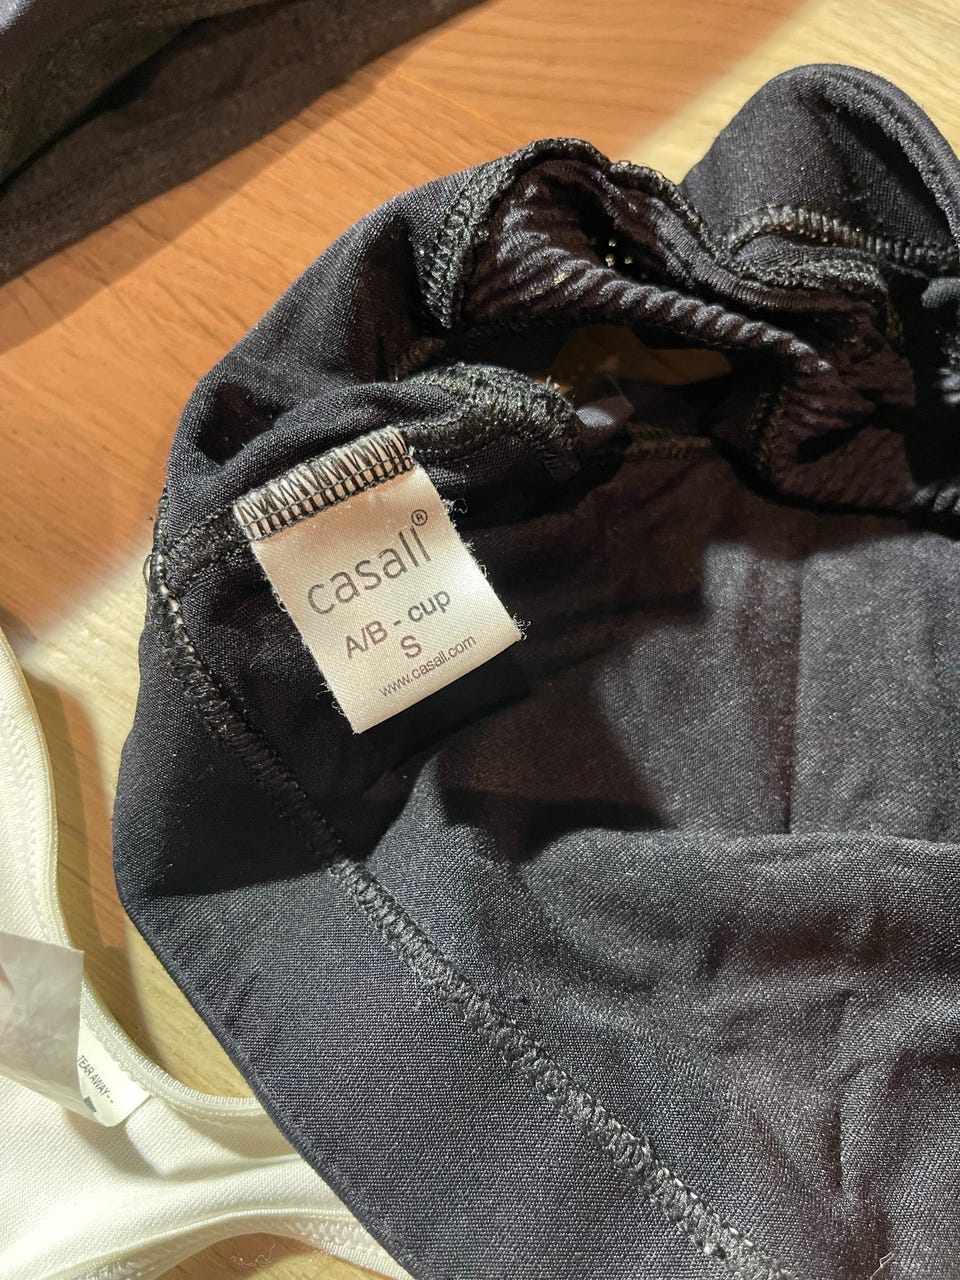 casall®
A/B - cup
S
www.casall.com
TEAR AWAY--